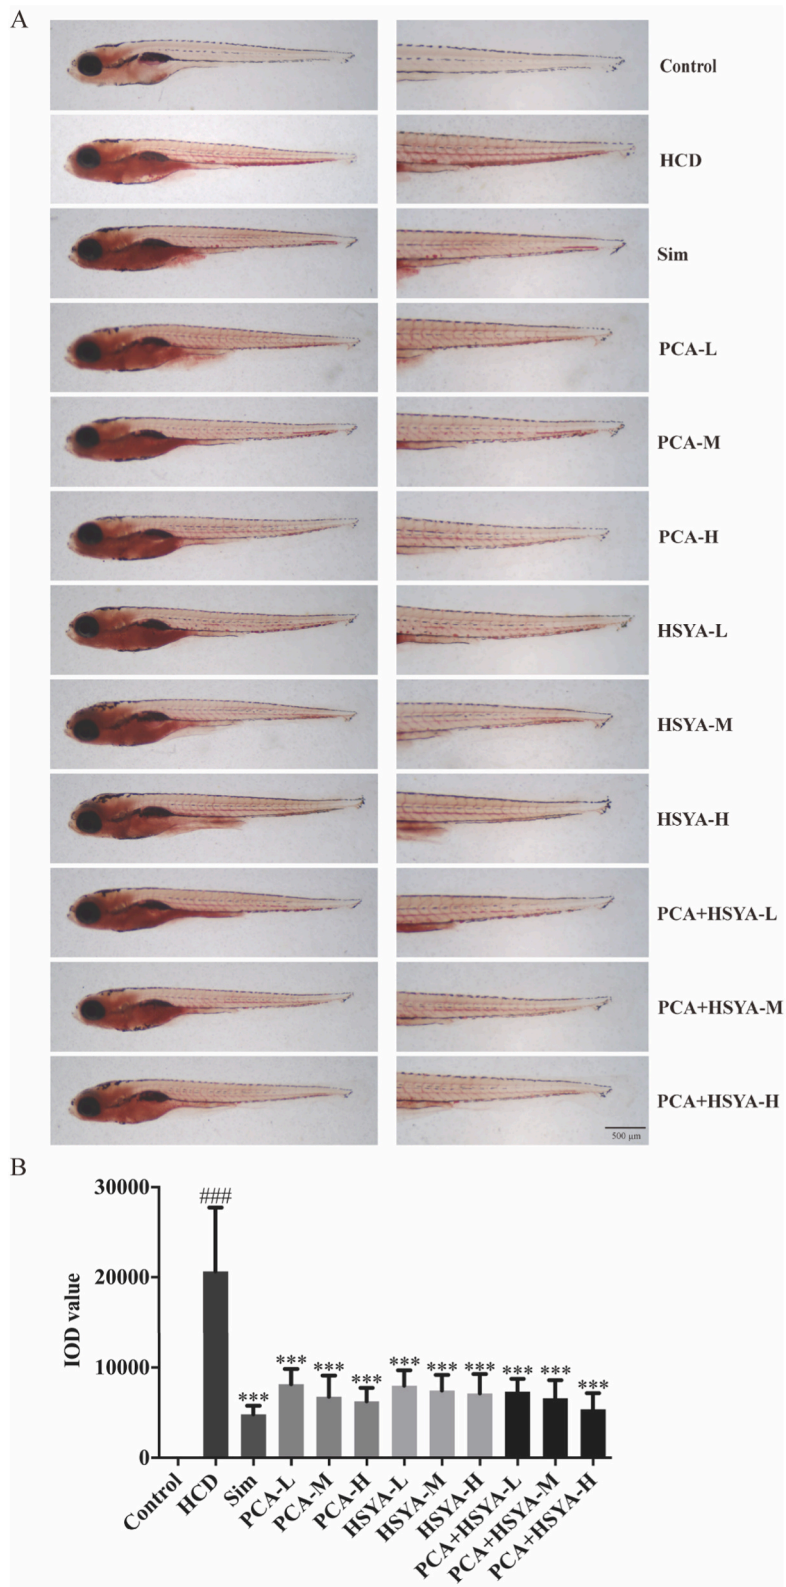 A
Control
HCD
Sim
PCA-L
PCA-M
PCA-H
HSYA-L
HSYA-M
HSYA-H
PCA+HSYA-L
PCA+HSYA-M
PCA+HSYA-H
500 µm
B
30000
20000
10000
0
IOD value
###
***
***
***
***
***
***
***
***
***
***
Control
HCD
Sim
PCA-L
PCA-M
PCA-H
HSYA-L
HSYA-M
HSYA-H
PCA+HSYA-L
PCA+HSYA-M
PCA+HSYA-H